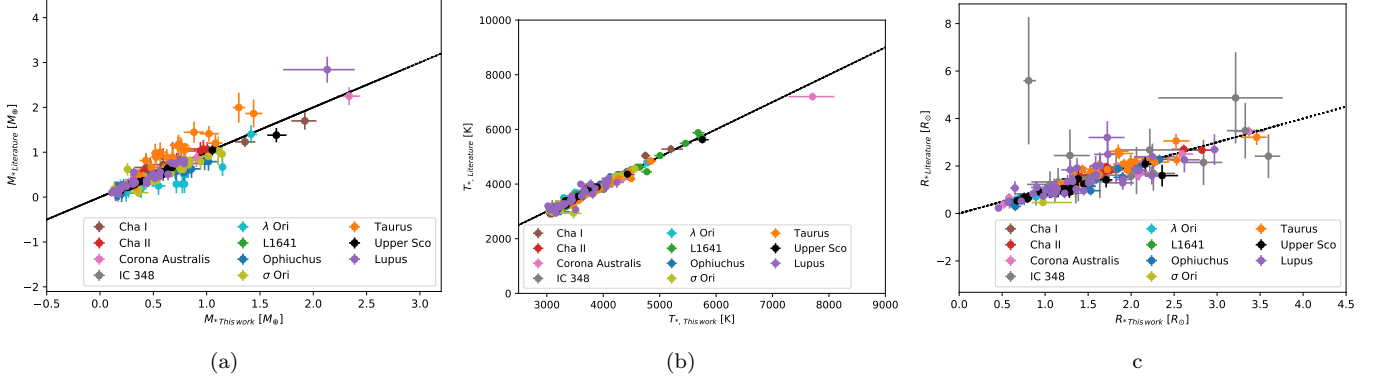 4
3
2
1
0
−1
−2
M*Literature [M⊕]
−0.5 0.0 0.5 1.0 1.5 2.0 2.5 3.0
M*This work [M⊕]
Cha I
Cha II
Corona Australis
IC 348
λ Ori
L1641
Ophiuchus
σ Ori
Taurus
Upper Sco
Lupus
(a)
10000
8000
6000
4000
2000
0
T*, Literature [K]
3000 4000 5000 6000 7000 8000 9000
T*, This work [K]
Cha I
Cha II
Corona Australis
IC 348
λ Ori
L1641
Ophiuchus
σ Ori
Taurus
Upper Sco
Lupus
(b)
8
6
4
2
0
−2
R*Literature [R⊙]
0.0 0.5 1.0 1.5 2.0 2.5 3.0 3.5 4.0 4.5
R*This work [R⊙]
Cha I
Cha II
Corona Australis
IC 348
λ Ori
L1641
Ophiuchus
σ Ori
Taurus
Upper Sco
Lupus
c